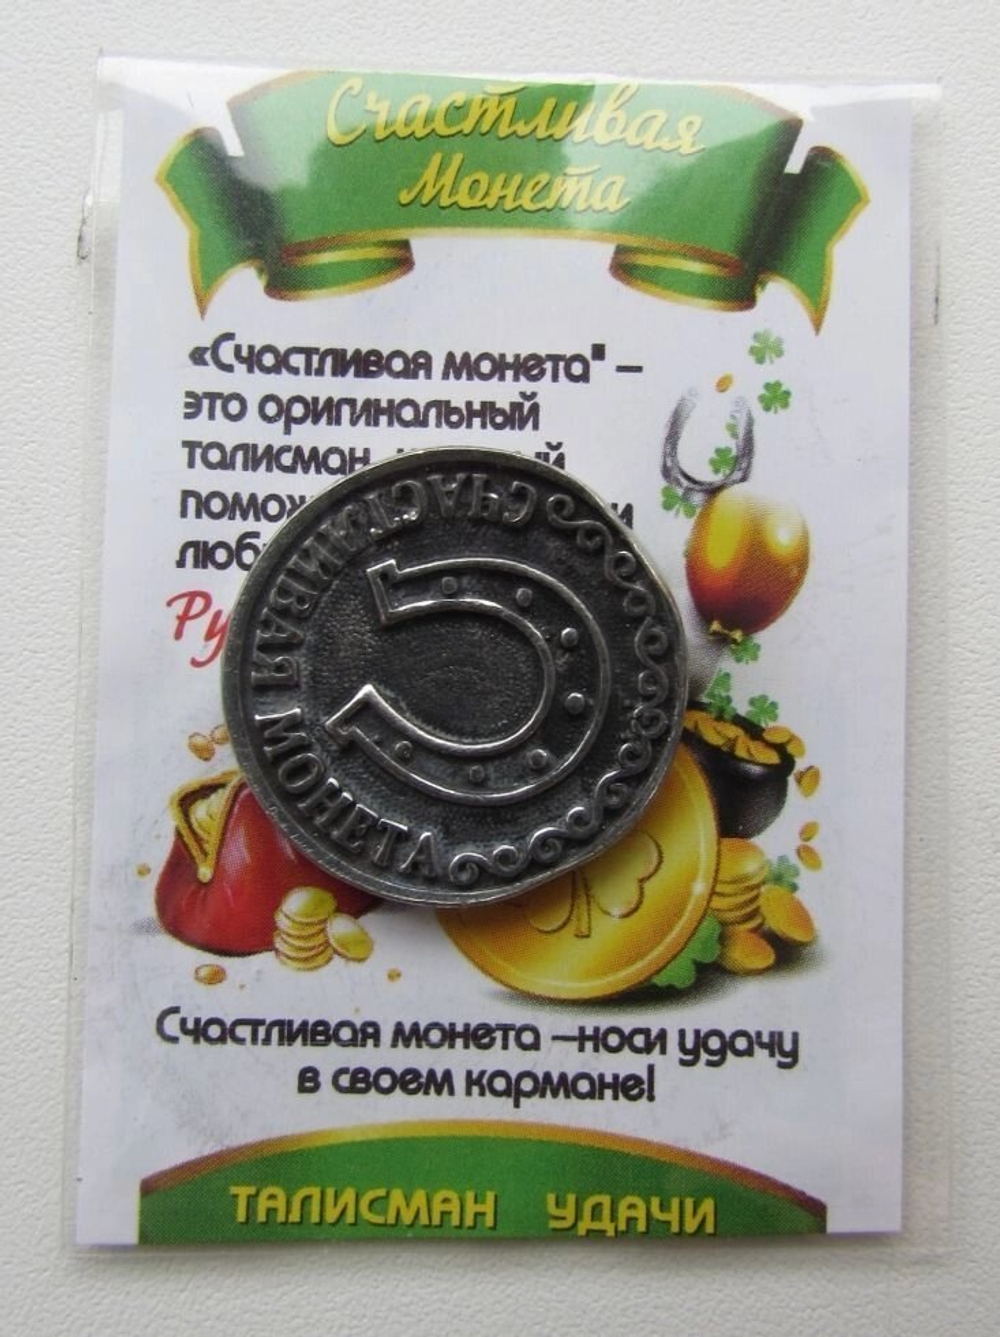 Счастливая
Монета
«Счастливая монета" –
это оригинальный
талисман,
СЧАСТЛИВАЯ МОНЕТА
Счастливая монета –носи удачу
в своем кармане!
ТАЛИСМАН УДАЧИ